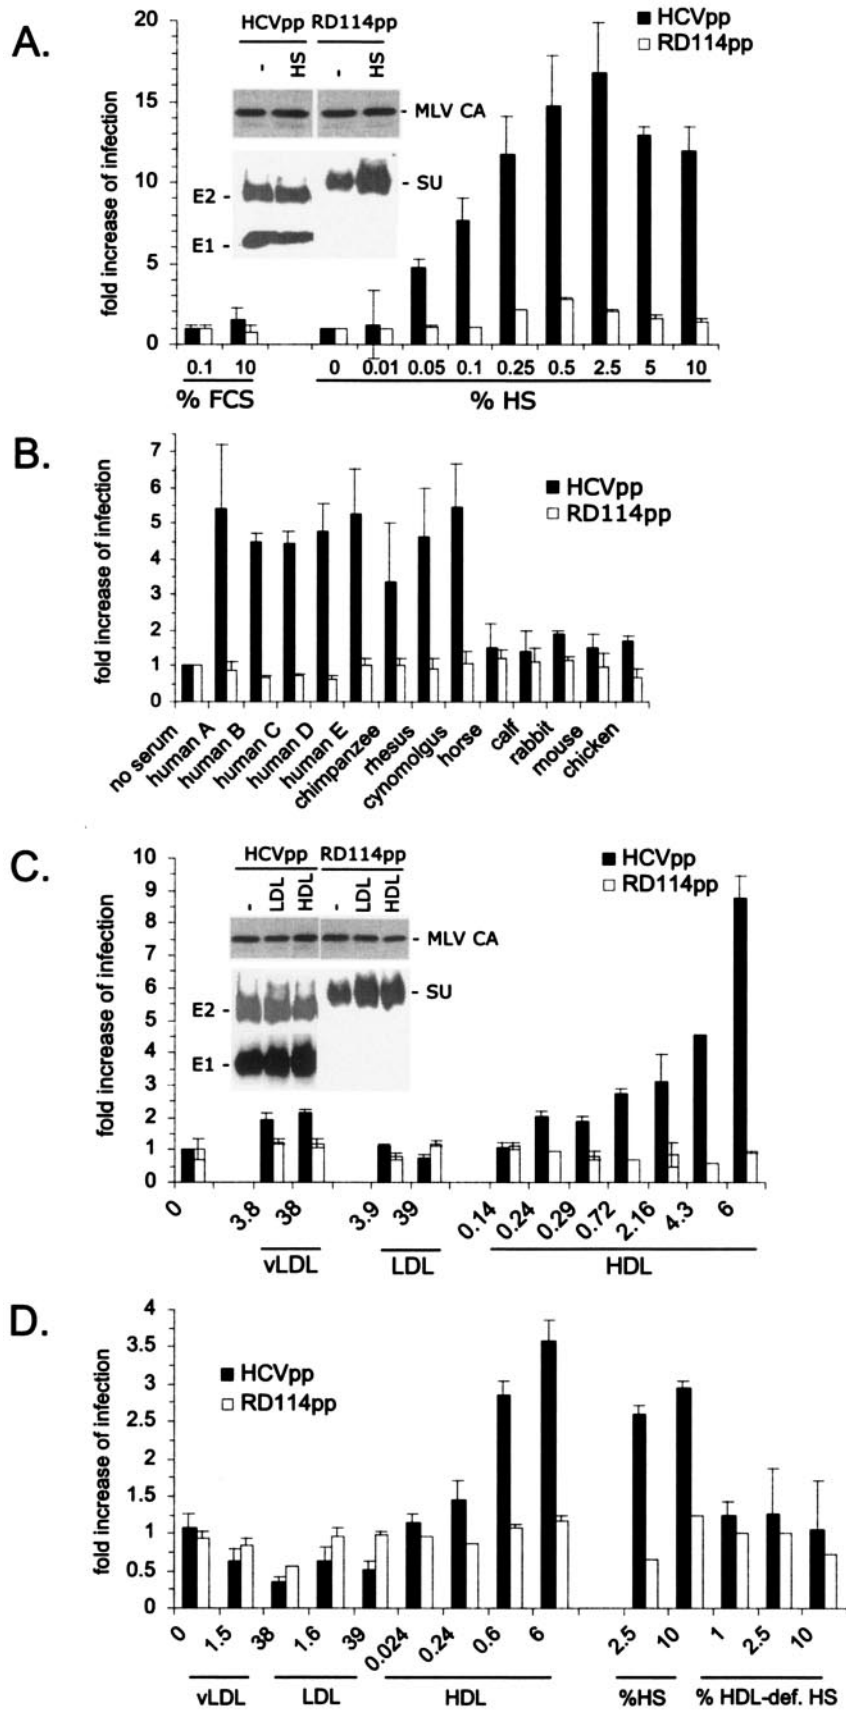 A.
HCVpp RD114pp
- HS - HS
HCVpp
RD114pp
MLV CA
E2 - - SU
E1 -
fold increase of infection
20
15
10
5
0
0.1 10 0 0.01 0.05 0.1 0.25 0.5 2.5 5 10
% FCS % HS
B.
HCVpp
RD114pp
fold increase of infection
7
6
5
4
3
2
1
0
no serum
human A
human B
human C
human D
human E
chimpanzee
rhesus
cynomolgus
horse
calf
rabbit
mouse
chicken
C.
HCVpp RD114pp
- LDL HDL - LDL HDL
HCVpp
RD114pp
- MLV CA
E2 - - SU
E1 -
fold increase of infection
10
9
8
7
6
5
4
3
2
1
0
0 3.8 38 3.9 39 0.14 0.24 0.29 0.72 2.16 4.3 6
vLDL LDL HDL
D.
HCVpp
RD114pp
fold increase of infection
4
3.5
3
2.5
2
1.5
1
0.5
0
0 1.5 38 1.6 39 0.024 0.24 0.6 6 2.5 10 1 2.5 10
vLDL LDL HDL %HS % HDL-def. HS